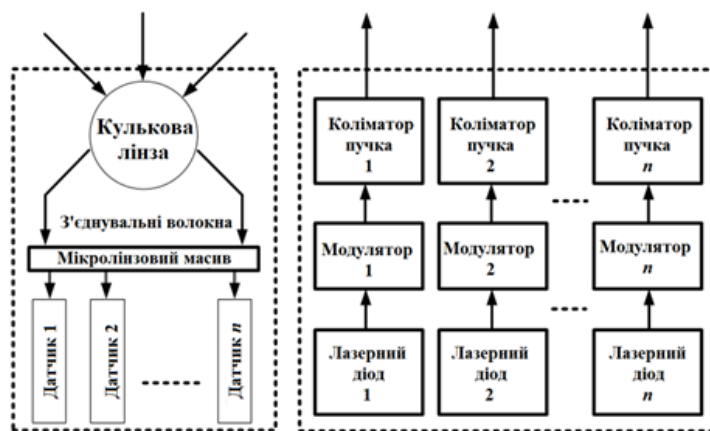 Кулькова
лінза
З'єднувальні волокна
Мікролінзовий масив
Датчик 1
Датчик 2
Датчик n
Коліматор
пучка
1
Коліматор
пучка
2
Коліматор
пучка
n
Модулятор
1
Модулятор
2
Модулятор
n
Лазерний
діод
1
Лазерний
діод
2
Лазерний
діод
n